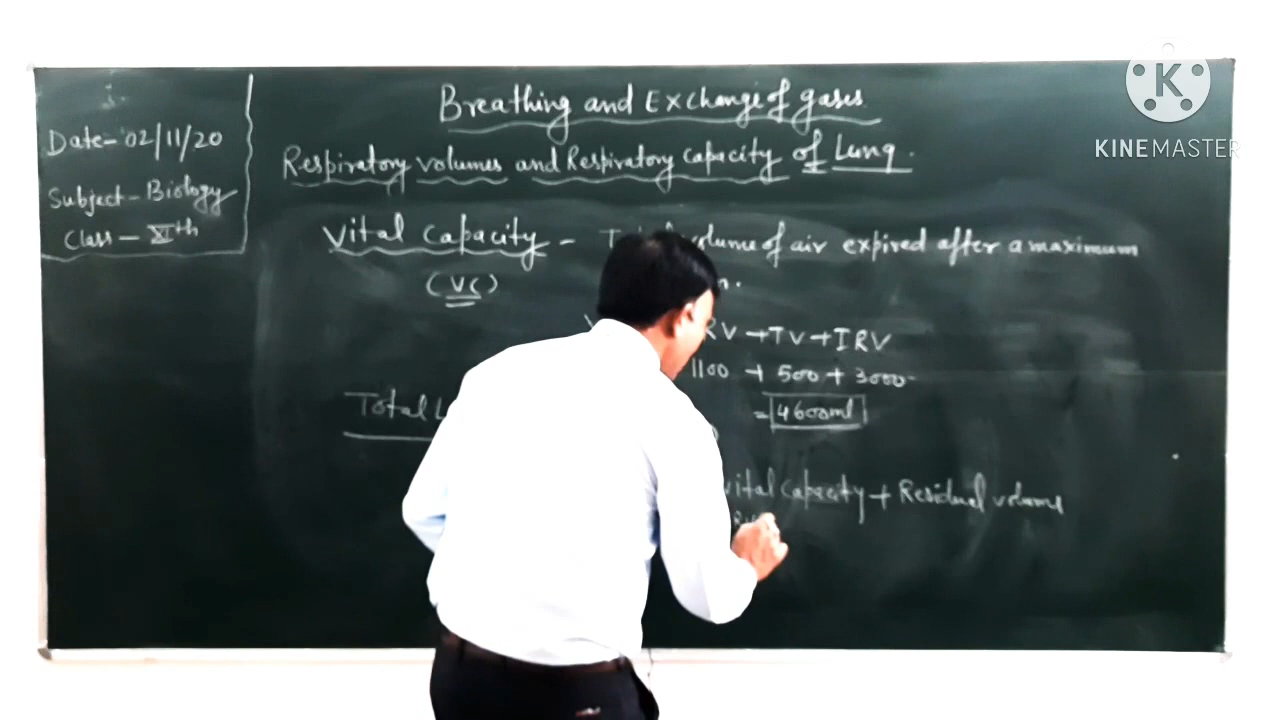 Breathing and Exchange of gases
Date - 02/11/20
Respiratory volumes and Respiratory capacity of Lung.
Subject - Biology
Class - XIth
Vital Capacity - volume of air expired after a maximum
(VC)
RV + TV + IRV
1100 + 500 + 3000
Total L
= 4600ml
vital capacity + Residual volume
K
KINEMASTER